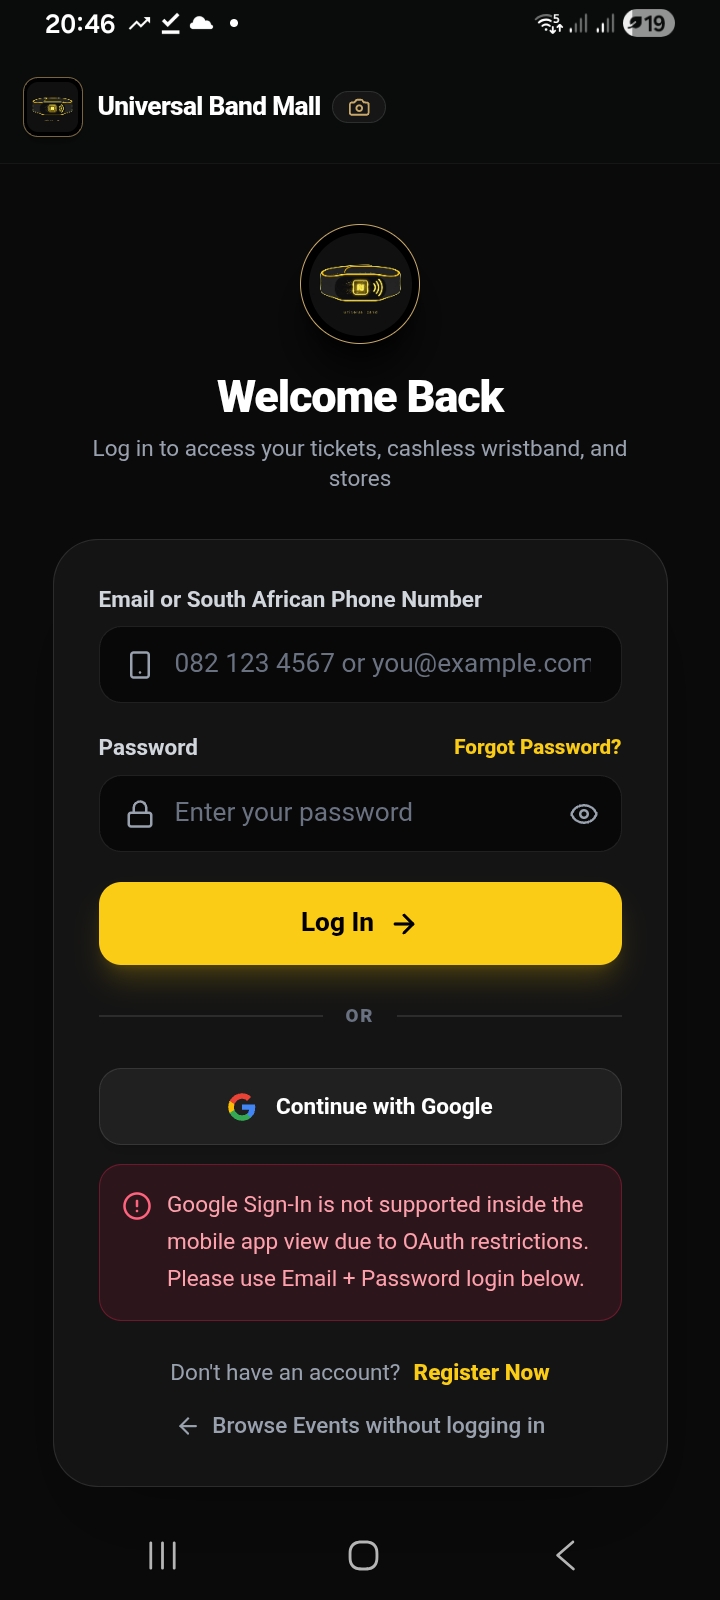 20:46
5
19
Universal Band Mall
Welcome Back
Log in to access your tickets, cashless wristband, and
stores
Email or South African Phone Number
082 123 4567 or you@example.com
Password
Forgot Password?
Enter your password
Log In
OR
Continue with Google
Google Sign-In is not supported inside the
mobile app view due to OAuth restrictions.
Please use Email + Password login below.
Don't have an account? Register Now
Browse Events without logging in